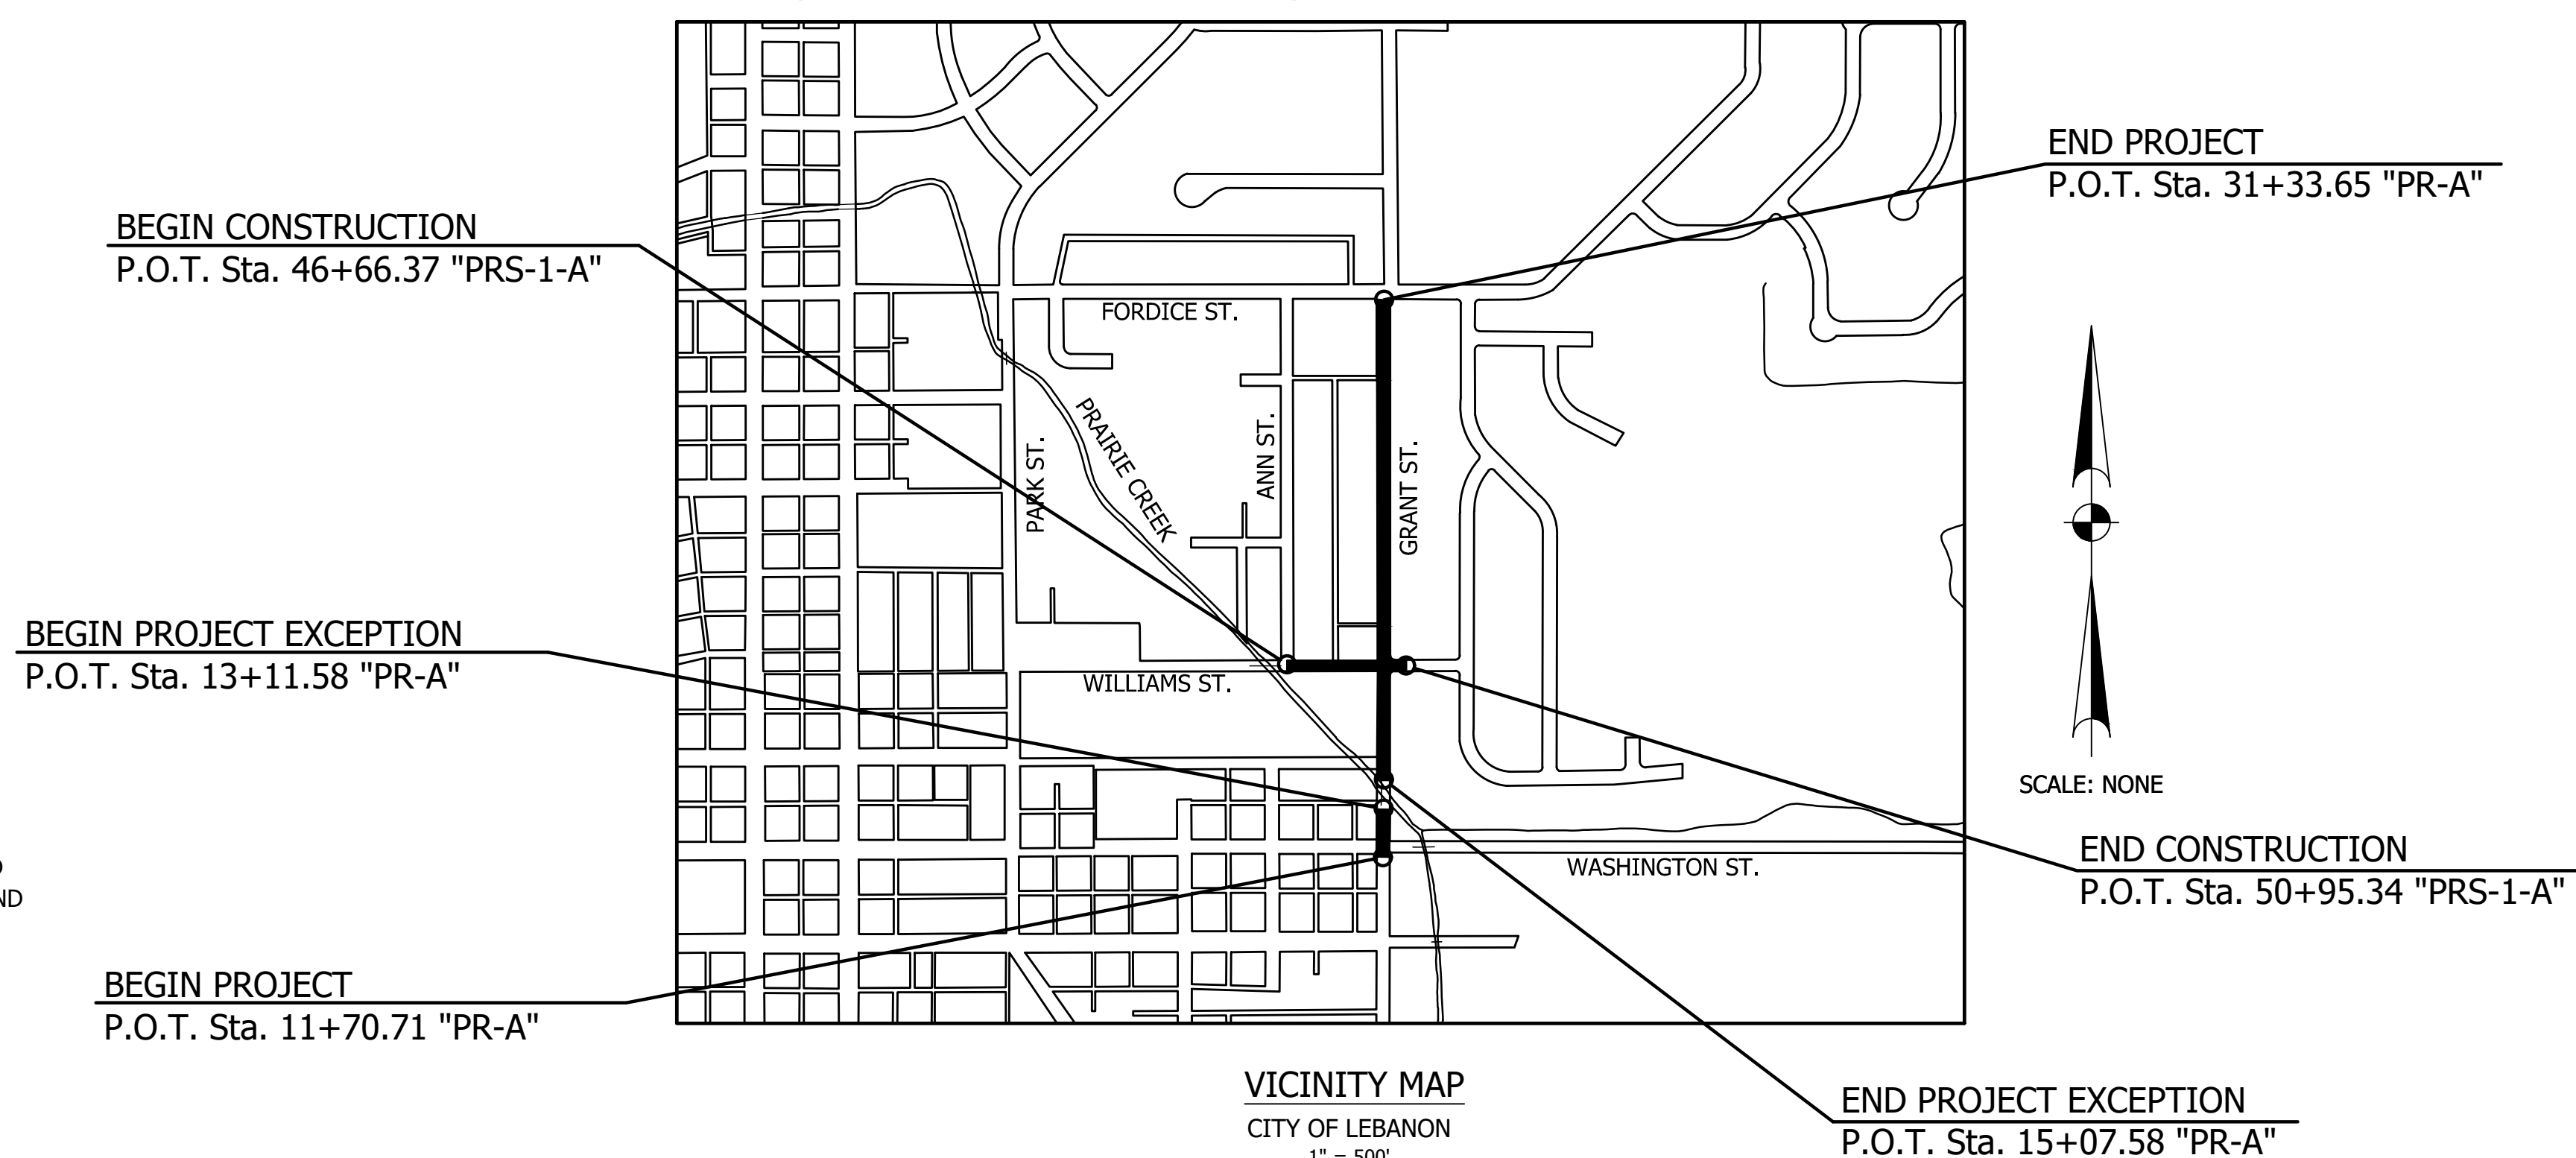 END PROJECT
P.O.T. Sta. 31+33.65 "PR-A"
BEGIN CONSTRUCTION
P.O.T. Sta. 46+66.37 "PRS-1-A"
FORDICE ST.
PRAIRIE CREEK
PARK ST.
ANN ST.
GRANT ST.
BEGIN PROJECT EXCEPTION
P.O.T. Sta. 13+11.58 "PR-A"
WILLIAMS ST.
SCALE: NONE
END CONSTRUCTION
P.O.T. Sta. 50+95.34 "PRS-1-A"
WASHINGTON ST.
BEGIN PROJECT
P.O.T. Sta. 11+70.71 "PR-A"
VICINITY MAP
CITY OF LEBANON
1" = 500'
END PROJECT EXCEPTION
P.O.T. Sta. 15+07.58 "PR-A"